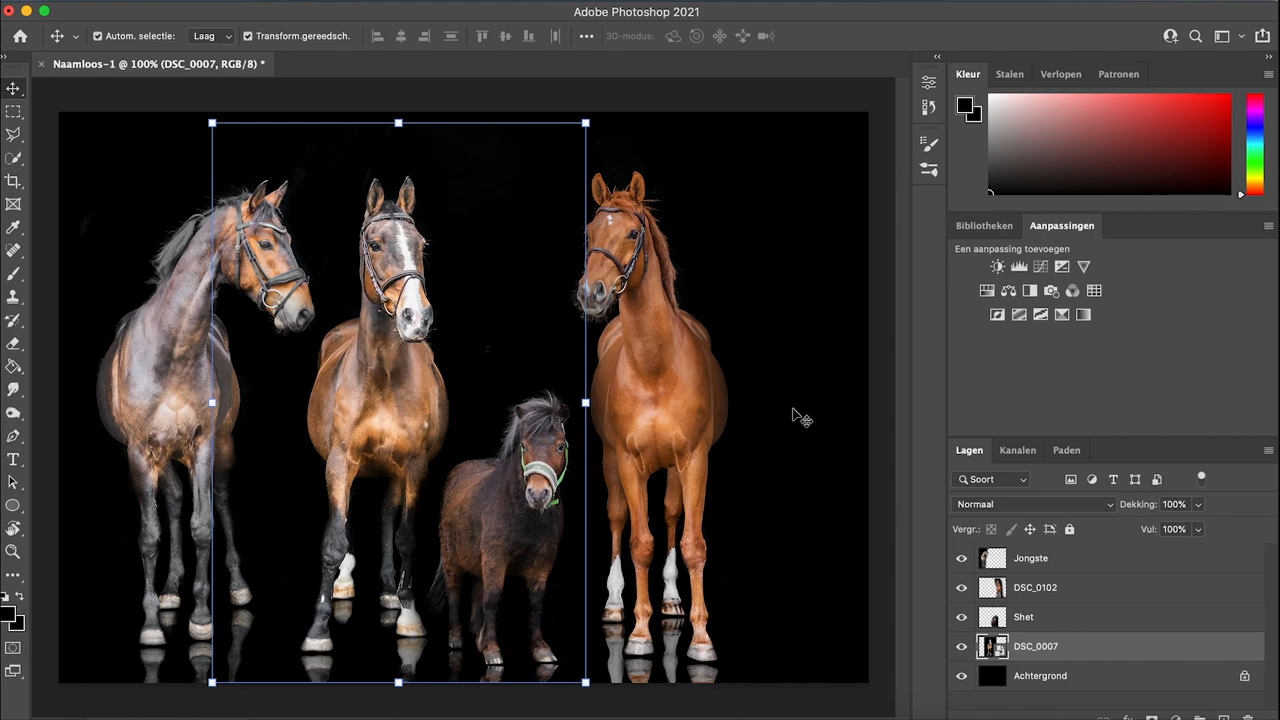 Adobe Photoshop 2021
Autom. selectie: Laag Transform.gereedsch. 3D-modus:
Naamloos-1 @ 100% (DSC_0007, RGB/8) *
Kleur Stalen Verlopen Patronen
Bibliotheken Aanpassingen
Een aanpassing toevoegen
Lagen Kanalen Paden
Soort
Normaal Dekking: 100%
Vergr.: Vul: 100%
Jongste
DSC_0102
Shet
DSC_0007
Achtergrond